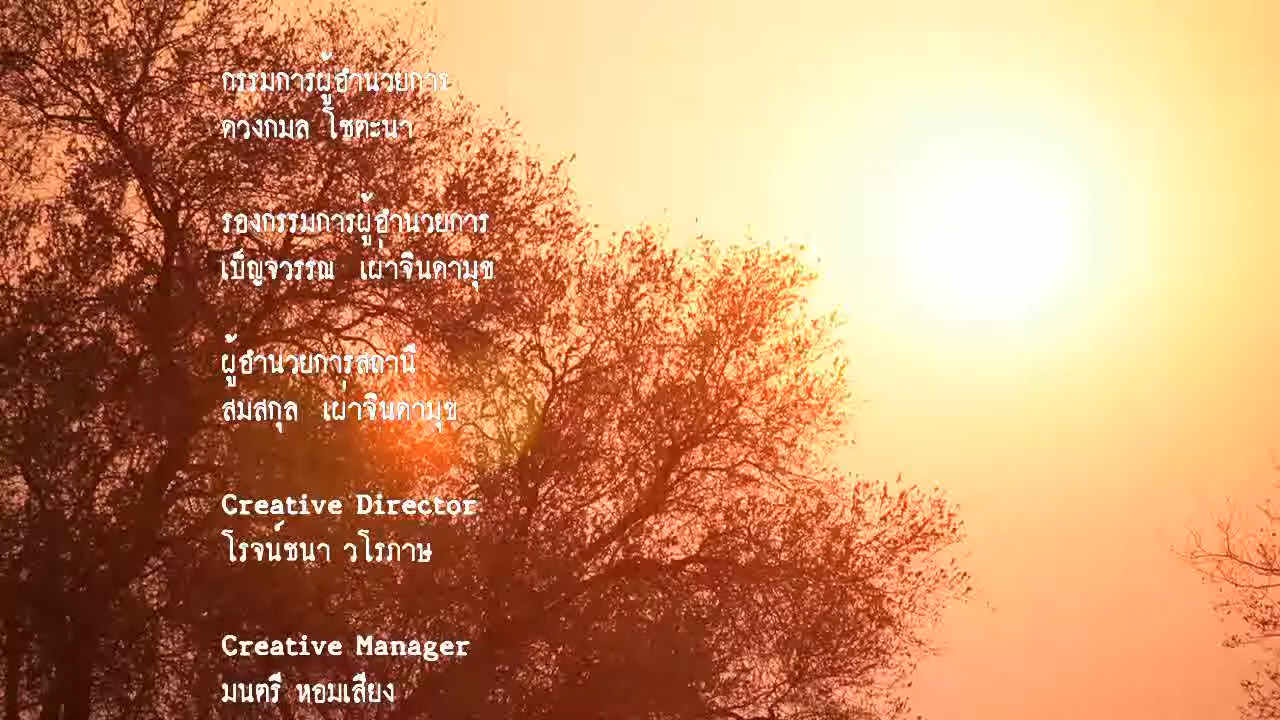 กรรมการผู้อำนวยการ
ดวงกมล โชตะนา
รองกรรมการผู้อำนวยการ
เบ็ญจวรรณ เผ่าจินดามุข
ผู้อำนวยการสถานี
สมสกุล เผ่าจินดามุข
Creative Director
โรจน์ชนา วโรภาษ
Creative Manager
มนตรี หอมเสียง